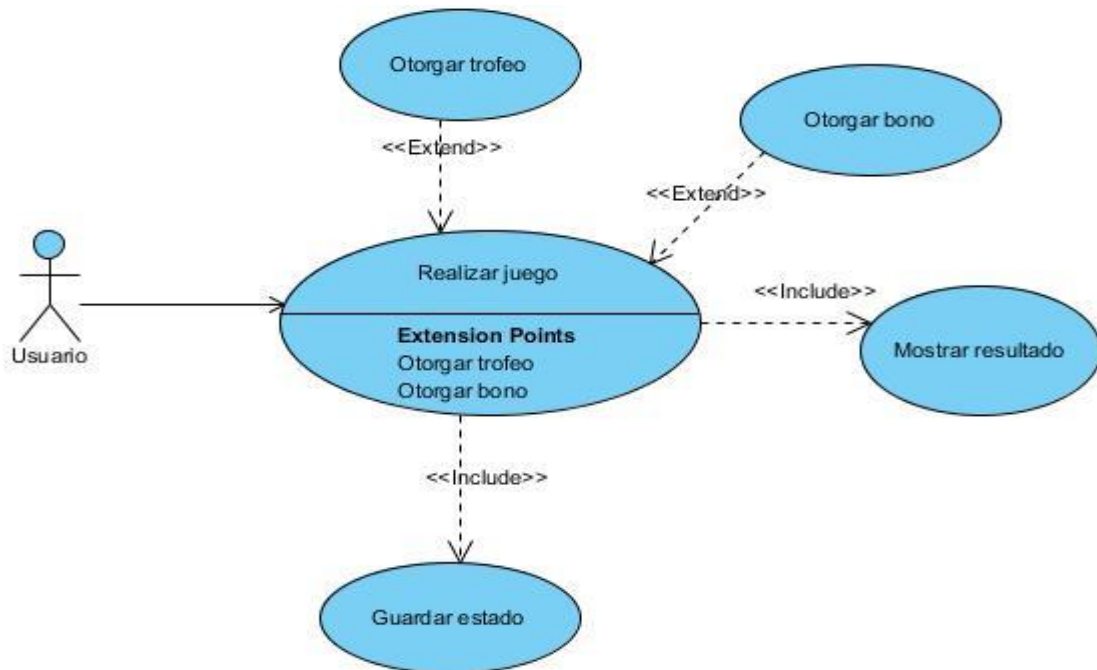 Otorgar trofeo
Otorgar bono
<<Extend>>
<<Extend>>
Realizar juego
<<Include>>
Extension Points
Otorgar trofeo
Otorgar bono
Mostrar resultado
Usuario
<<Include>>
Guardar estado